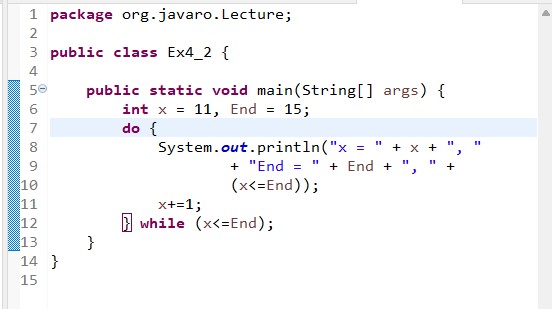 1 package org.javaro.Lecture;
2
3 public class Ex4_2 {
4
5 public static void main(String[] args) {
6 int x = 11, End = 15;
7 do {
8 System.out.println("x = " + x + ", "
9 + "End = " + End + ", " +
10 (x<=End));
11 x+=1;
12 } while (x<=End);
13 }
14 }
15